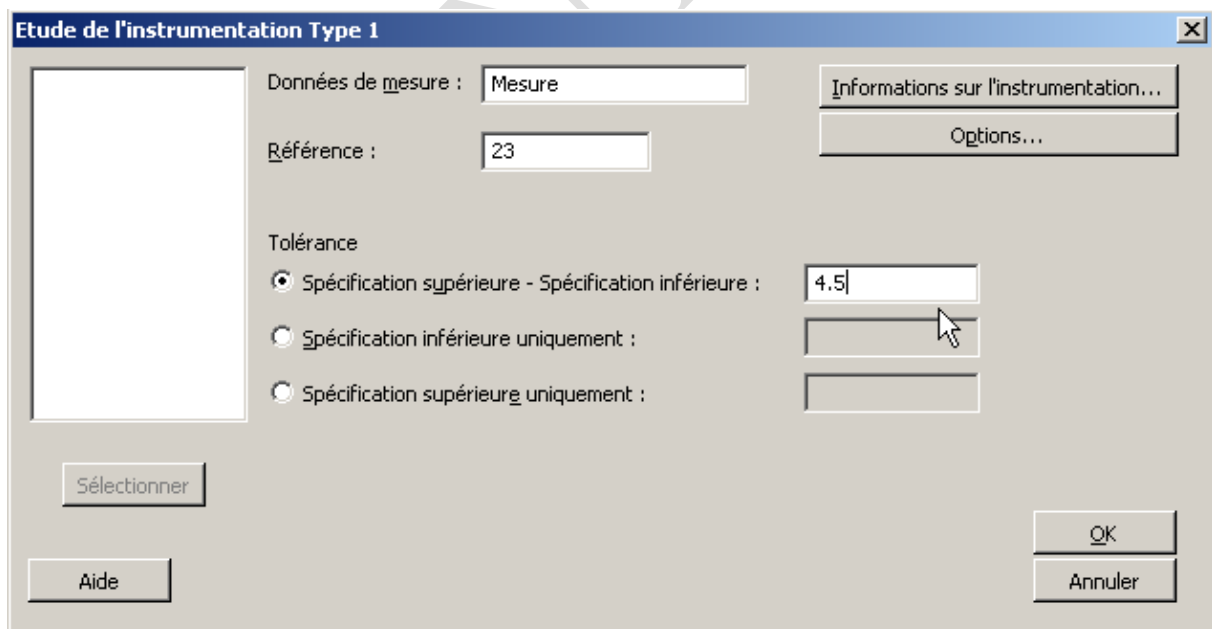 Etude de l'instrumentation Type 1
Données de mesure : Mesure
Informations sur l'instrumentation...
Options...
Référence : 23
Tolérance
Spécification supérieure - Spécification inférieure : 4.5
Spécification inférieure uniquement :
Spécification supérieure uniquement :
Sélectionner
OK
Aide
Annuler